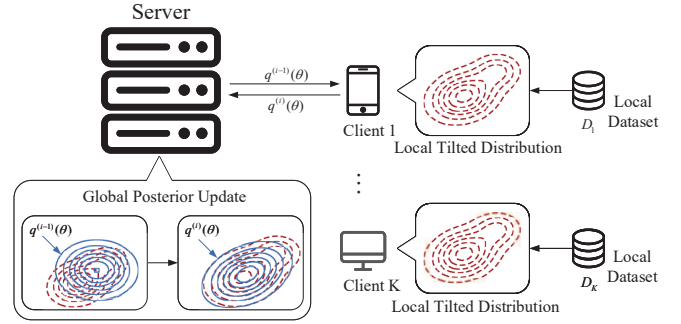 Server
q⁽ⁱ⁻¹⁾(θ)
q⁽ⁱ⁾(θ)
Client 1
Local Tilted Distribution
D₁
Local
Dataset
Global Posterior Update
q⁽ⁱ⁻¹⁾(θ)
q⁽ⁱ⁾(θ)
⋮
Client K
Local Tilted Distribution
D_K
Local
Dataset